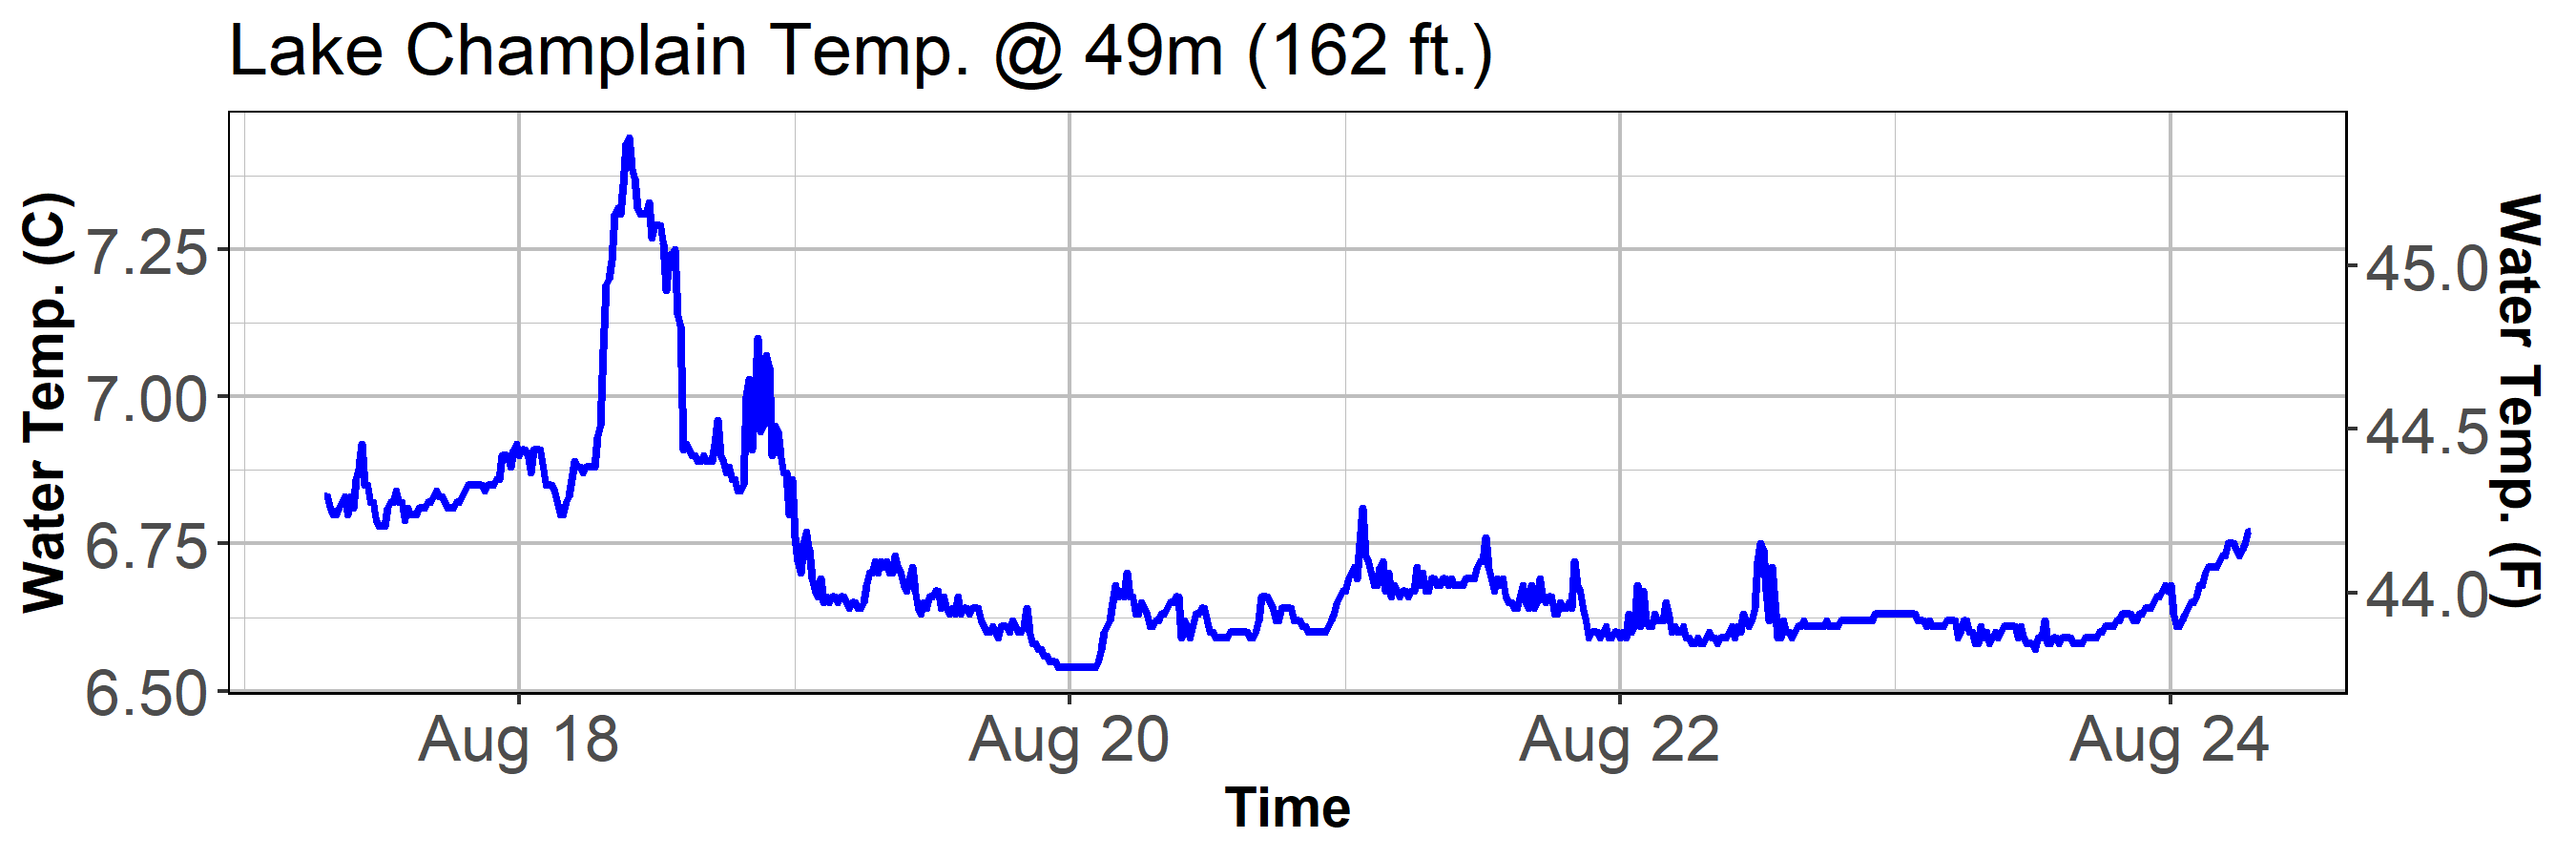 Lake Champlain Temp. @ 49m (162 ft.)
Water Temp. (C)
7.25
7.00
6.75
6.50
45.0
44.5
44.0
Water Temp. (F)
Aug 18 Aug 20 Aug 22 Aug 24
Time